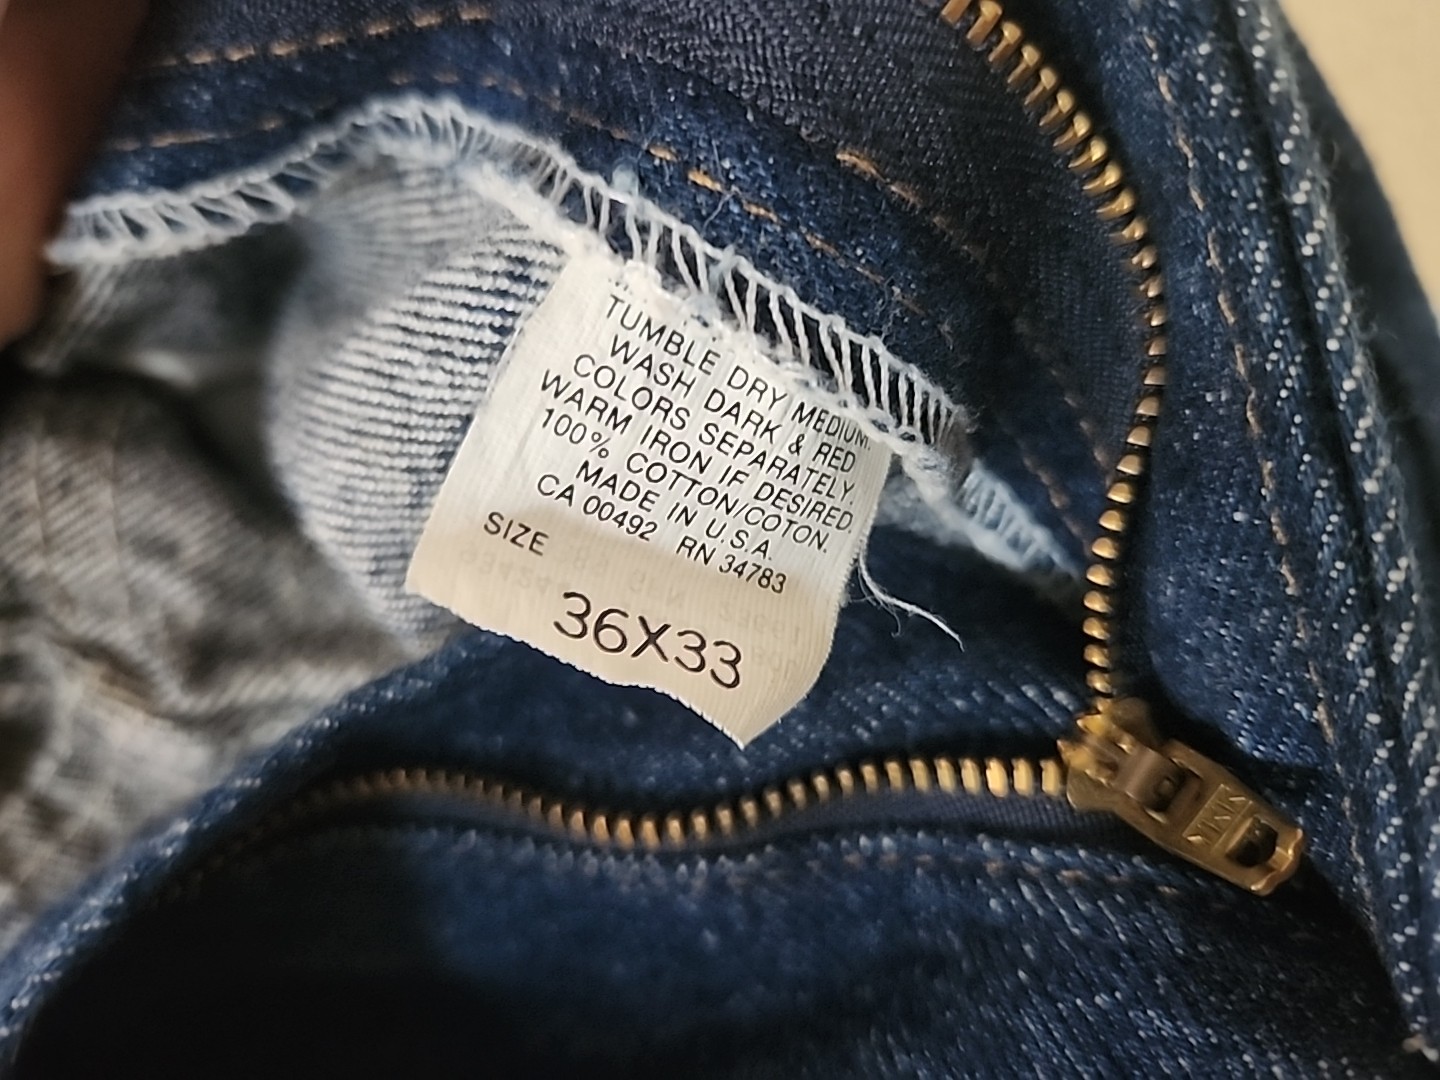 TUMBLE DRY MEDIUM.
WASH DARK & RED
COLORS SEPARATELY.
WARM IRON IF DESIRED.
100% COTTON/COTON.
MADE IN U.S.A.
CA 00492 RN 34783
SIZE
36X33
YKK